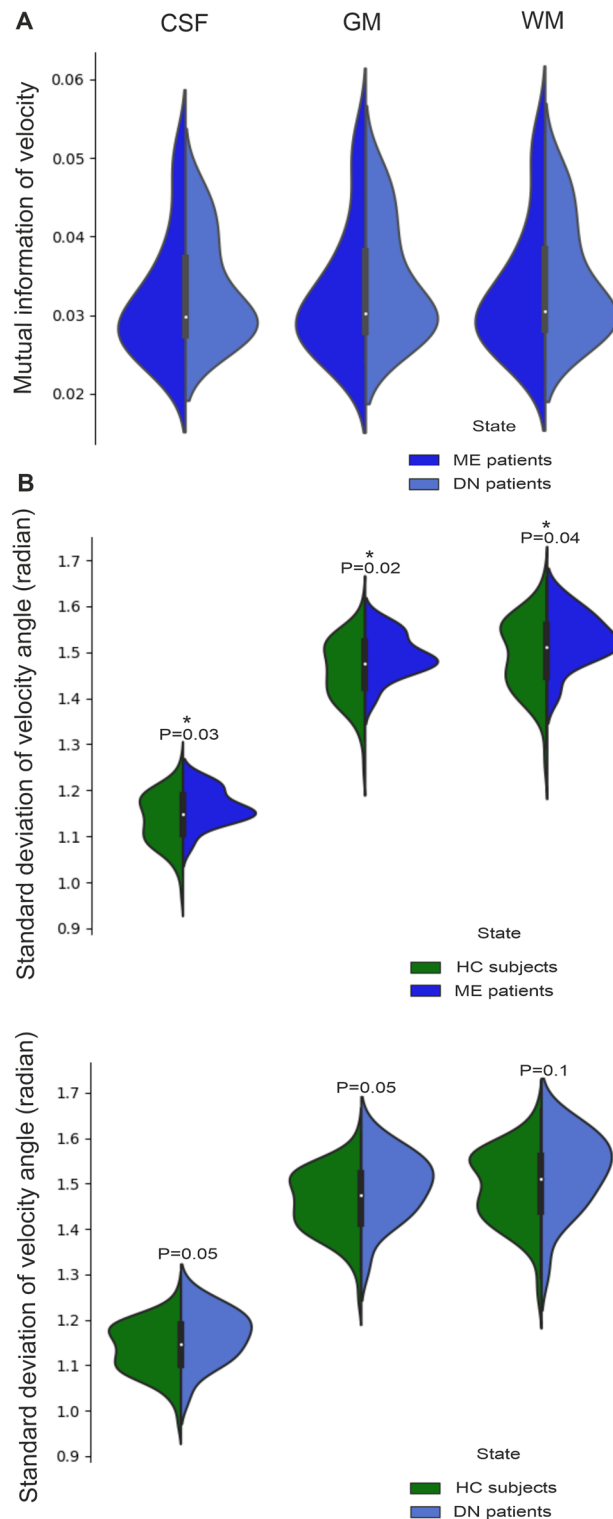 A
CSF GM WM
Mutual information of velocity
0.06
0.05
0.04
0.03
0.02
State
ME patients
DN patients
B
Standard deviation of velocity angle (radian)
1.7
1.6
1.5
1.4
1.3
1.2
1.1
1.0
0.9
*
P=0.03
*
P=0.02
*
P=0.04
State
HC subjects
ME patients
Standard deviation of velocity angle (radian)
1.7
1.6
1.5
1.4
1.3
1.2
1.1
1.0
0.9
P=0.05
P=0.05
P=0.1
State
HC subjects
DN patients